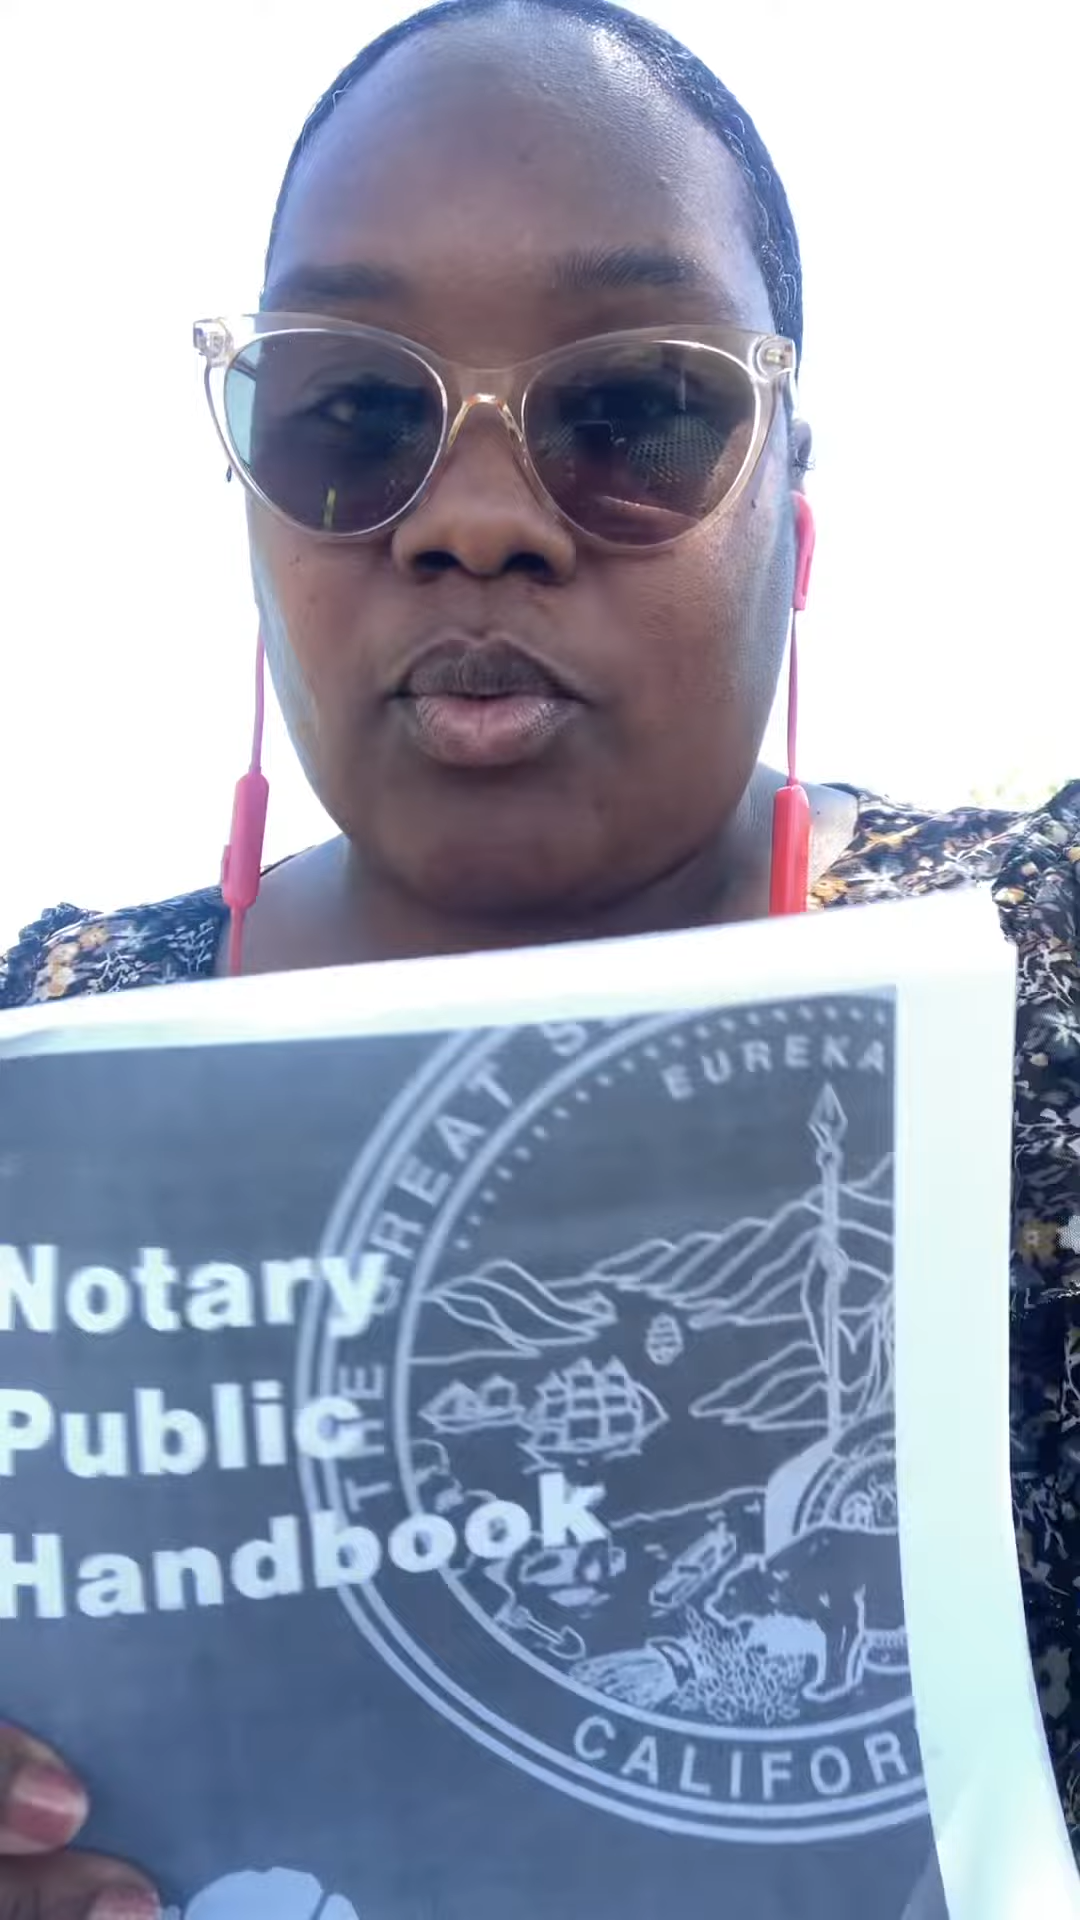 THE GREAT S
EUREKA
Notary
Public
Handbook
CALIFOR